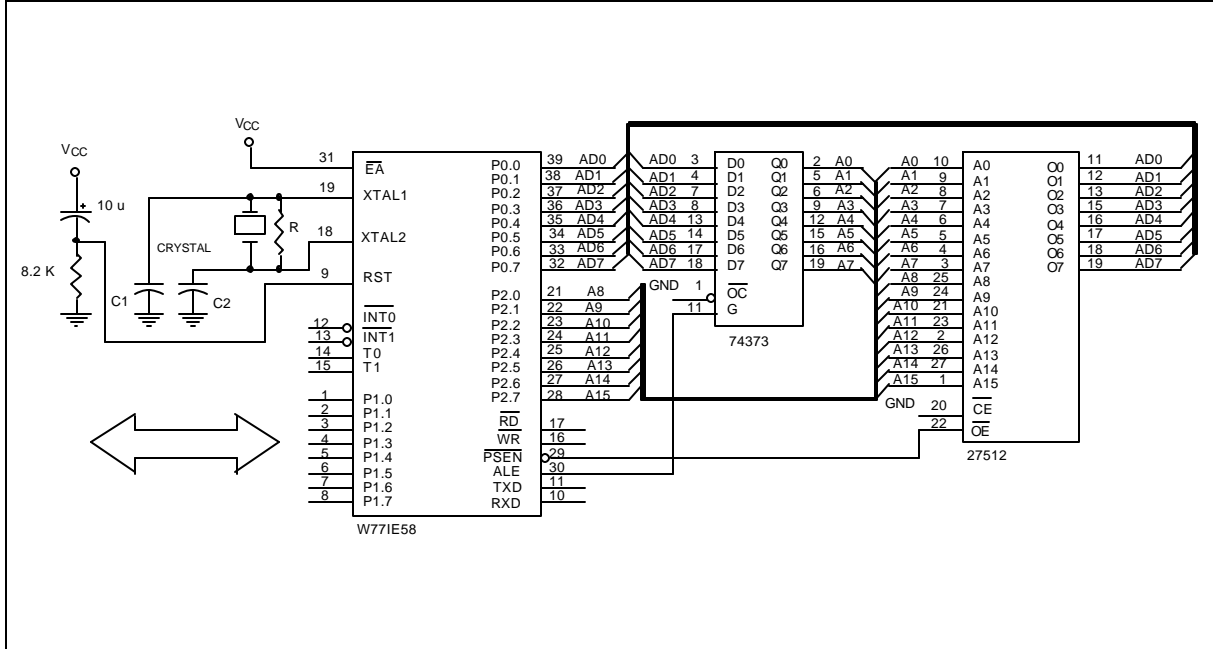 VCC
VCC
10 u
8.2 K
C1
C2
CRYSTAL
R
31 EA
19 XTAL1
18 XTAL2
9 RST
12 INT0
13 INT1
14 T0
15 T1
1 P1.0
2 P1.1
3 P1.2
4 P1.3
5 P1.4
6 P1.5
7 P1.6
8 P1.7
P0.0 39 AD0
P0.1 38 AD1
P0.2 37 AD2
P0.3 36 AD3
P0.4 35 AD4
P0.5 34 AD5
P0.6 33 AD6
P0.7 32 AD7
P2.0 21 A8
P2.1 22 A9
P2.2 23 A10
P2.3 24 A11
P2.4 25 A12
P2.5 26 A13
P2.6 27 A14
P2.7 28 A15
RD 17
WR 16
PSEN 29
ALE 30
TXD 11
RXD 10
W77IE58
AD0 3 D0 Q0 2 A0
AD1 4 D1 Q1 5 A1
AD2 7 D2 Q2 6 A2
AD3 8 D3 Q3 9 A3
AD4 13 D4 Q4 12 A4
AD5 14 D5 Q5 15 A5
AD6 17 D6 Q6 16 A6
AD7 18 D7 Q7 19 A7
GND 1 OC
11 G
74373
A0 10 A0 O0 11 AD0
A1 9 A1 O1 12 AD1
A2 8 A2 O2 13 AD2
A3 7 A3 O3 15 AD3
A4 6 A4 O4 16 AD4
A5 5 A5 O5 17 AD5
A6 4 A6 O6 18 AD6
A7 3 A7 O7 19 AD7
A8 25 A8
A9 24 A9
A10 21 A10
A11 23 A11
A12 2 A12
A13 26 A13
A14 27 A14
A15 1 A15
GND 20 CE
22 OE
27512